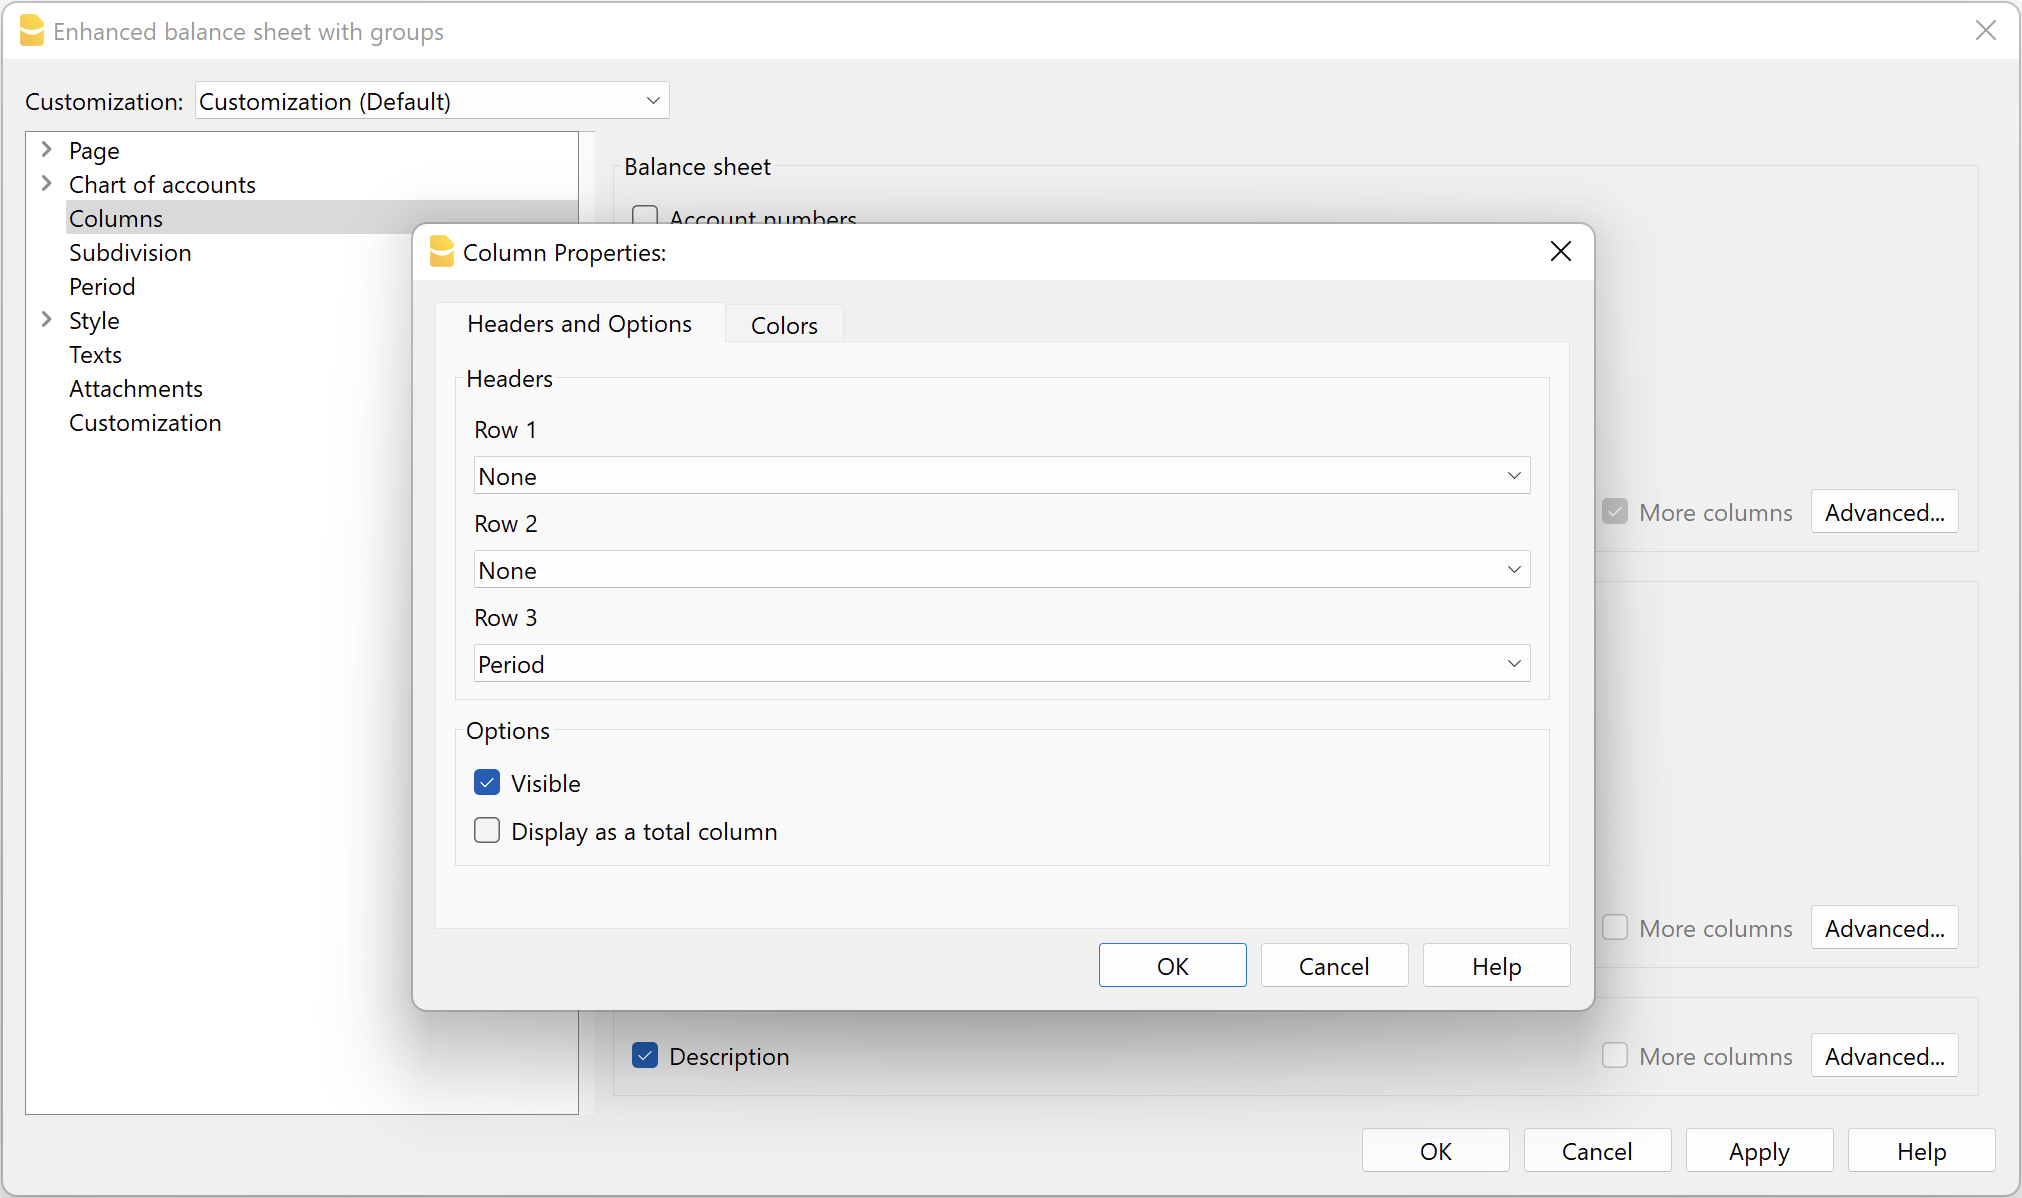 Enhanced balance sheet with groups
Customization: Customization (Default)
Page
Chart of accounts
Columns
Subdivision
Period
Style
Texts
Attachments
Customization
Balance sheet
Account numbers
Column Properties:
Headers and Options Colors
Headers
Row 1
None
Row 2
None
Row 3
Period
Options
Visible
Display as a total column
OK Cancel Help
More columns Advanced...
More columns Advanced...
Description More columns Advanced...
OK Cancel Apply Help